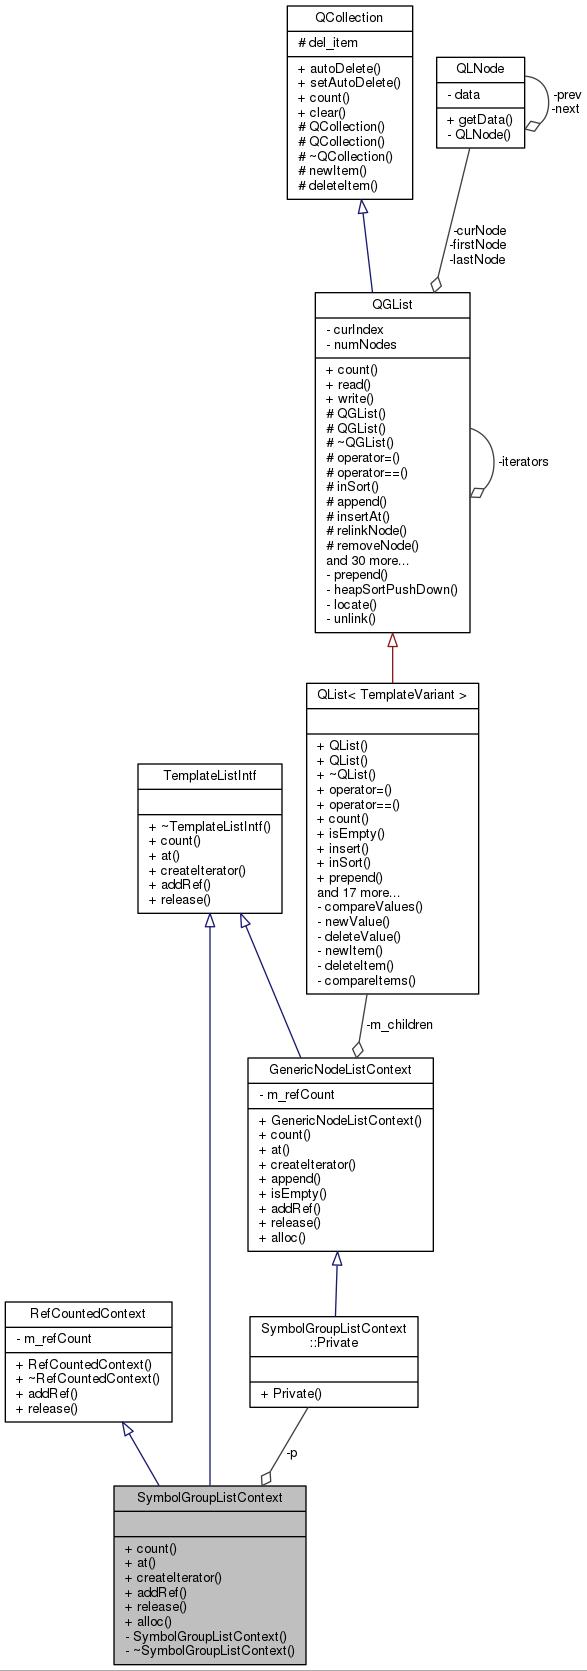 QCollection
# del_item
+ autoDelete()
+ setAutoDelete()
+ count()
+ clear()
# QCollection()
# QCollection()
# ~QCollection()
# newItem()
# deleteItem()
QLNode
- data
+ getData()
- QLNode()
-prev
-next
-curNode
-firstNode
-lastNode
QGList
- curIndex
- numNodes
+ count()
+ read()
+ write()
# QGList()
# QGList()
# ~QGList()
# operator=()
# operator==()
# inSort()
# append()
# insertAt()
# relinkNode()
# removeNode()
and 30 more...
- prepend()
- heapSortPushDown()
- locate()
- unlink()
-iterators
QList< TemplateVariant >
+ QList()
+ QList()
+ ~QList()
+ operator=()
+ operator==()
+ count()
+ isEmpty()
+ insert()
+ inSort()
+ prepend()
and 17 more...
- compareValues()
- newValue()
- deleteValue()
- newItem()
- deleteItem()
- compareItems()
TemplateListIntf
+ ~TemplateListIntf()
+ count()
+ at()
+ createIterator()
+ addRef()
+ release()
-m_children
GenericNodeListContext
- m_refCount
+ GenericNodeListContext()
+ count()
+ at()
+ createIterator()
+ append()
+ isEmpty()
+ addRef()
+ release()
+ alloc()
RefCountedContext
- m_refCount
+ RefCountedContext()
+ ~RefCountedContext()
+ addRef()
+ release()
SymbolGroupListContext
::Private
+ Private()
-p
SymbolGroupListContext
+ count()
+ at()
+ createIterator()
+ addRef()
+ release()
+ alloc()
- SymbolGroupListContext()
- ~SymbolGroupListContext()